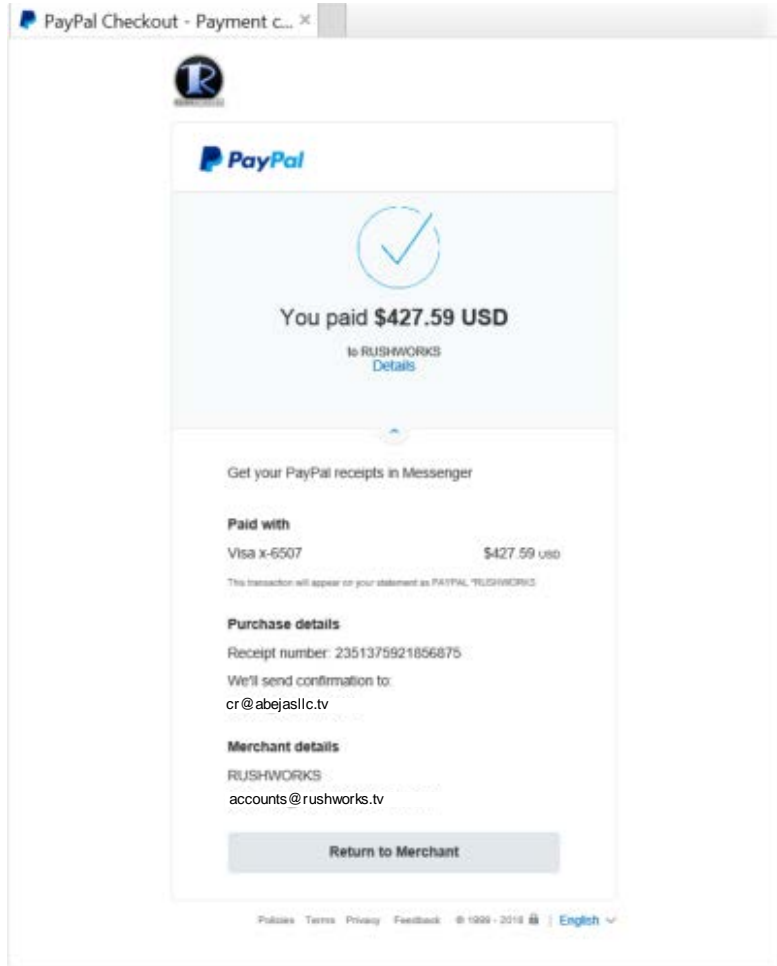 PayPal Checkout - Payment c... ×
R
PayPal
You paid $427.59 USD
to RUSHWORKS
Details
Get your PayPal receipts in Messenger
Paid with
Visa x-6507 $427.59 USD
This transaction will appear on your statement as PAYPAL *RUSHWORKS
Purchase details
Receipt number: 2351375921856875
We'll send confirmation to:
cr@abejasllc.tv
Merchant details
RUSHWORKS
accounts@rushworks.tv
Return to Merchant
Policies Terms Privacy Feedback © 1999 - 2018 | English